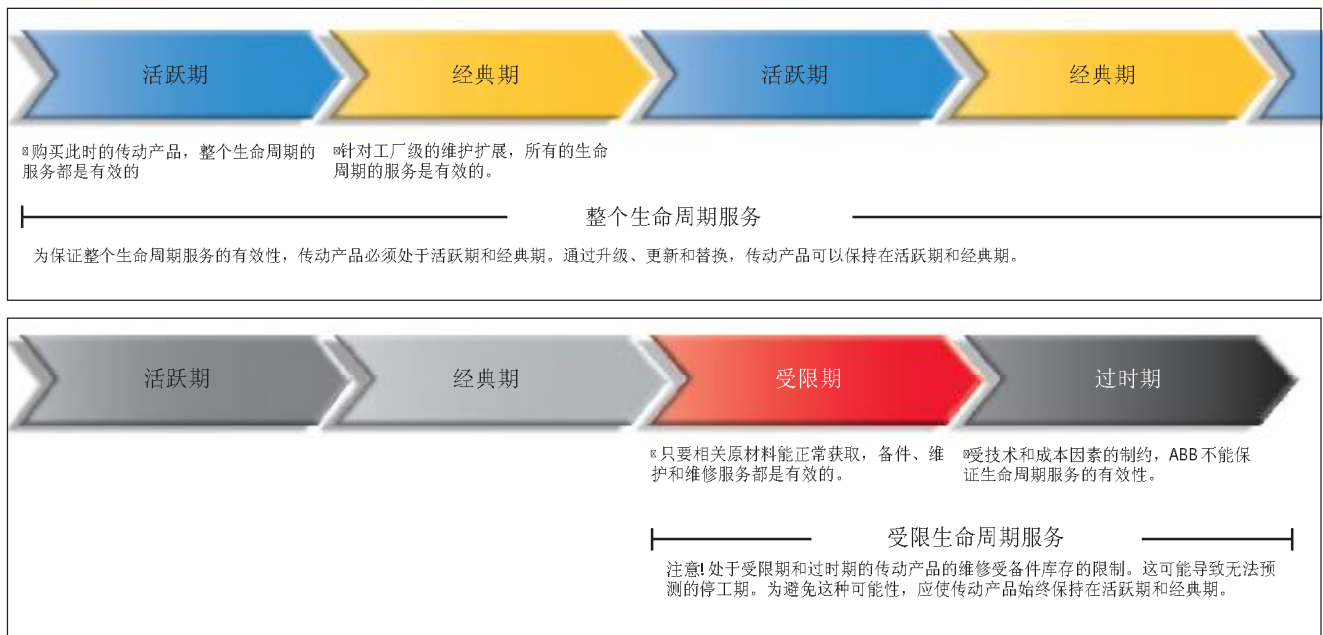 活跃期
经典期
活跃期
经典期
购买此时的传动产品，整个生命周期的
服务都是有效的
针对工厂级的维护扩展，所有的生命
周期的服务是有效的。
整个生命周期服务
为保证整个生命周期服务的有效性，传动产品必须处于活跃期和经典期。通过升级、更新和替换，传动产品可以保持在活跃期和经典期。
活跃期
经典期
受限期
过时期
只要相关原材料能正常获取，备件、维
护和维修服务都是有效的。
受技术和成本因素的制约，ABB不能保
证生命周期服务的有效性。
受限生命周期服务
注意!处于受限期和过时期的传动产品的维修受备件库存的限制。这可能导致无法预
测的停工期。为避免这种可能性，应使传动产品始终保持在活跃期和经典期。